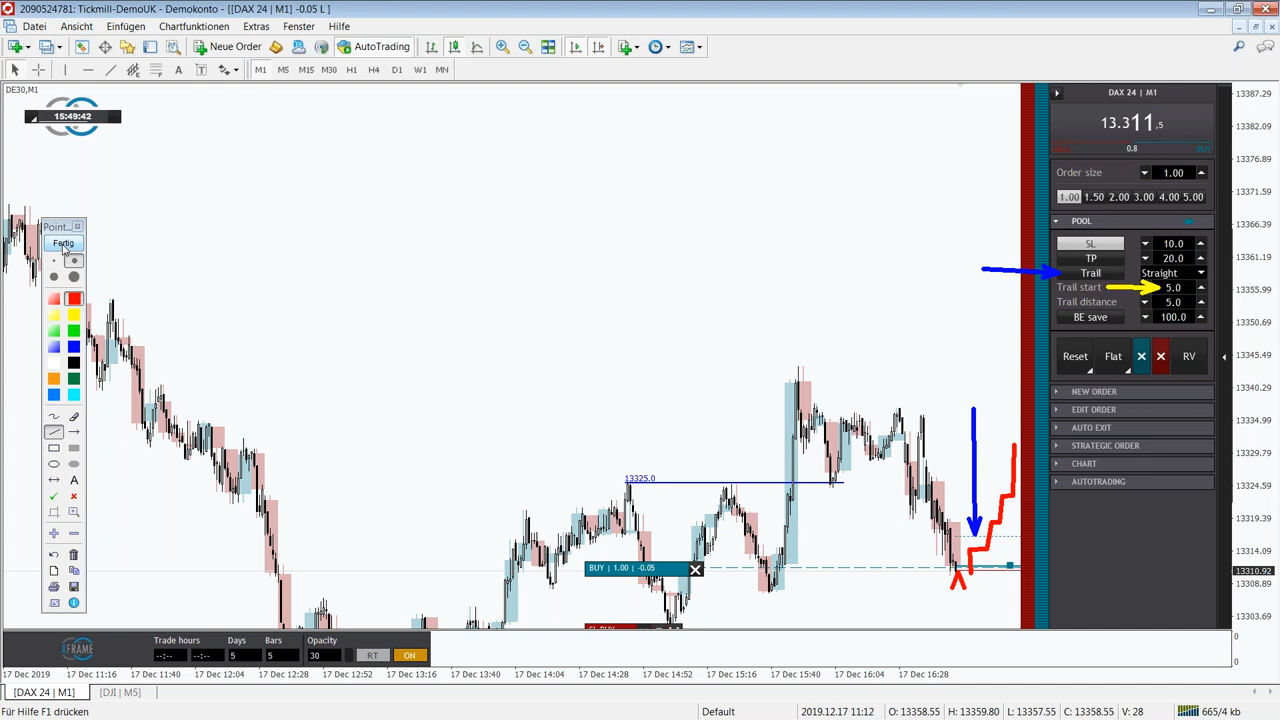 2090524781: Tickmill-DemoUK - Demokonto - [[DAX 24 | M1] -0.05 L ]
Datei Ansicht Einfügen Chartfunktionen Extras Fenster Hilfe
Neue Order AutoTrading
A T M1 M5 M15 M30 H1 H4 D1 W1 MN
DE30,M1
15:49:42
Point...
Fertig
A
13325.0
BUY | 1.00 | -0.05
SL BUY
DAX 24 | M1
13.311,5
0.8 BUY
Order size 1.00
1.00 1.50 2.00 3.00 4.00 5.00
POOL
SL 10.0
TP 20.0
Trail Straight
Trail start 5.0
Trail distance 5.0
BE save 100.0
Reset Flat RV
NEW ORDER
EDIT ORDER
AUTO EXIT
STRATEGIC ORDER
CHART
AUTOTRADING
13387.29
13382.09
13376.89
13371.59
13366.39
13361.19
13355.99
13350.69
13345.49
13340.29
13334.99
13329.79
13324.59
13319.39
13314.09
13310.92
13308.89
13303.69
0
0
XFRAME
Trade hours Days Bars Opacity
--:-- --:-- 5 5 30 RT ON
17 Dec 2019 17 Dec 11:16 17 Dec 11:40 17 Dec 12:04 17 Dec 12:28 17 Dec 12:52 17 Dec 13:16 17 Dec 13:40 17 Dec 14:04 17 Dec 14:28 17 Dec 14:52 17 Dec 15:16 17 Dec 15:40 17 Dec 16:04 17 Dec 16:28
[DAX 24 | M1] [DJI | M5]
Für Hilfe F1 drücken Default 2019.12.17 11:12 O: 13358.55 H: 13359.80 L: 13357.55 C: 13358.55 V: 28 665/4 kb